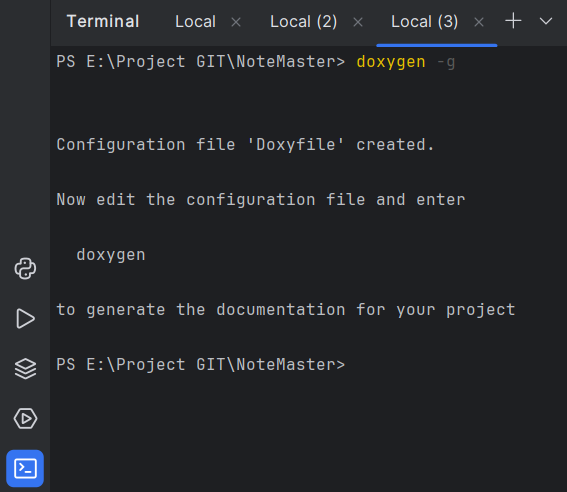 Terminal Local Local (2) Local (3)
PS E:\Project GIT\NoteMaster> doxygen -g
Configuration file 'Doxyfile' created.
Now edit the configuration file and enter
doxygen
to generate the documentation for your project
PS E:\Project GIT\NoteMaster>